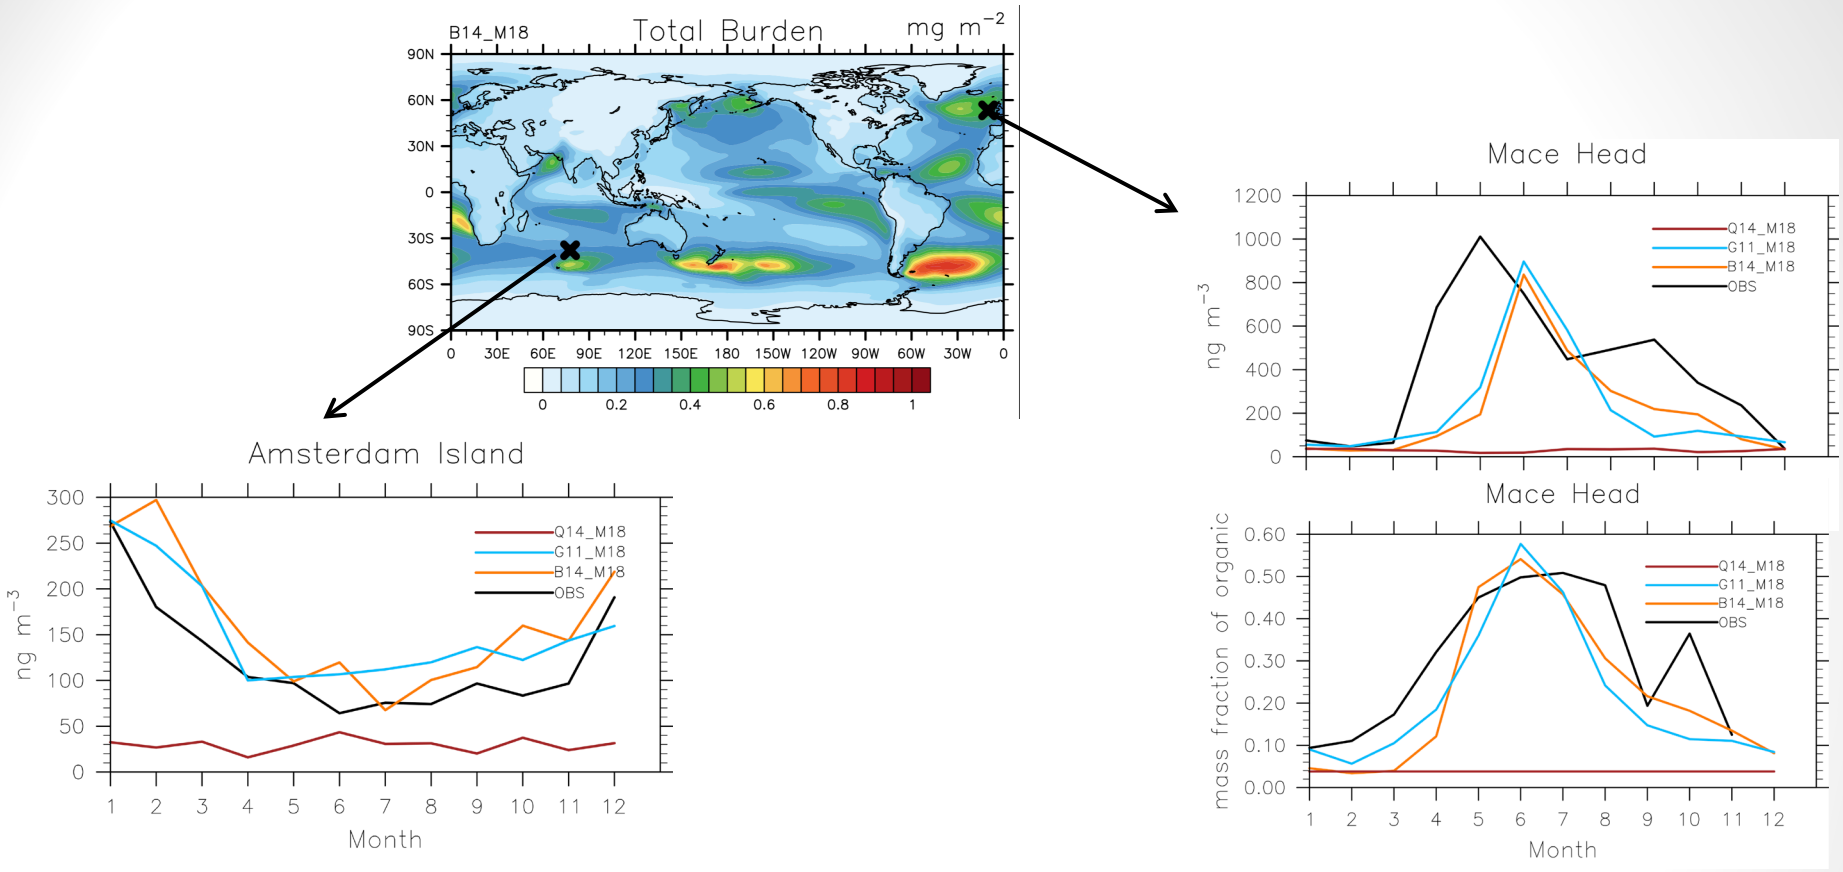 B14_M18 Total Burden mg m⁻²
90N
60N
30N
0
30S
60S
90S
0 30E 60E 90E 120E 150E 180 150W 120W 90W 60W 30W 0
0 0.2 0.4 0.6 0.8 1
Amsterdam Island
300
250
200
150
100
50
0
ng m⁻³
Q14_M18
G11_M18
B14_M18
OBS
1 2 3 4 5 6 7 8 9 10 11 12
Month
Mace Head
1200
1000
800
600
400
200
0
ng m⁻³
Q14_M18
G11_M18
B14_M18
OBS
Mace Head
0.60
0.50
0.40
0.30
0.20
0.10
0.00
mass fraction of organic
Q14_M18
G11_M18
B14_M18
OBS
1 2 3 4 5 6 7 8 9 10 11 12
Month